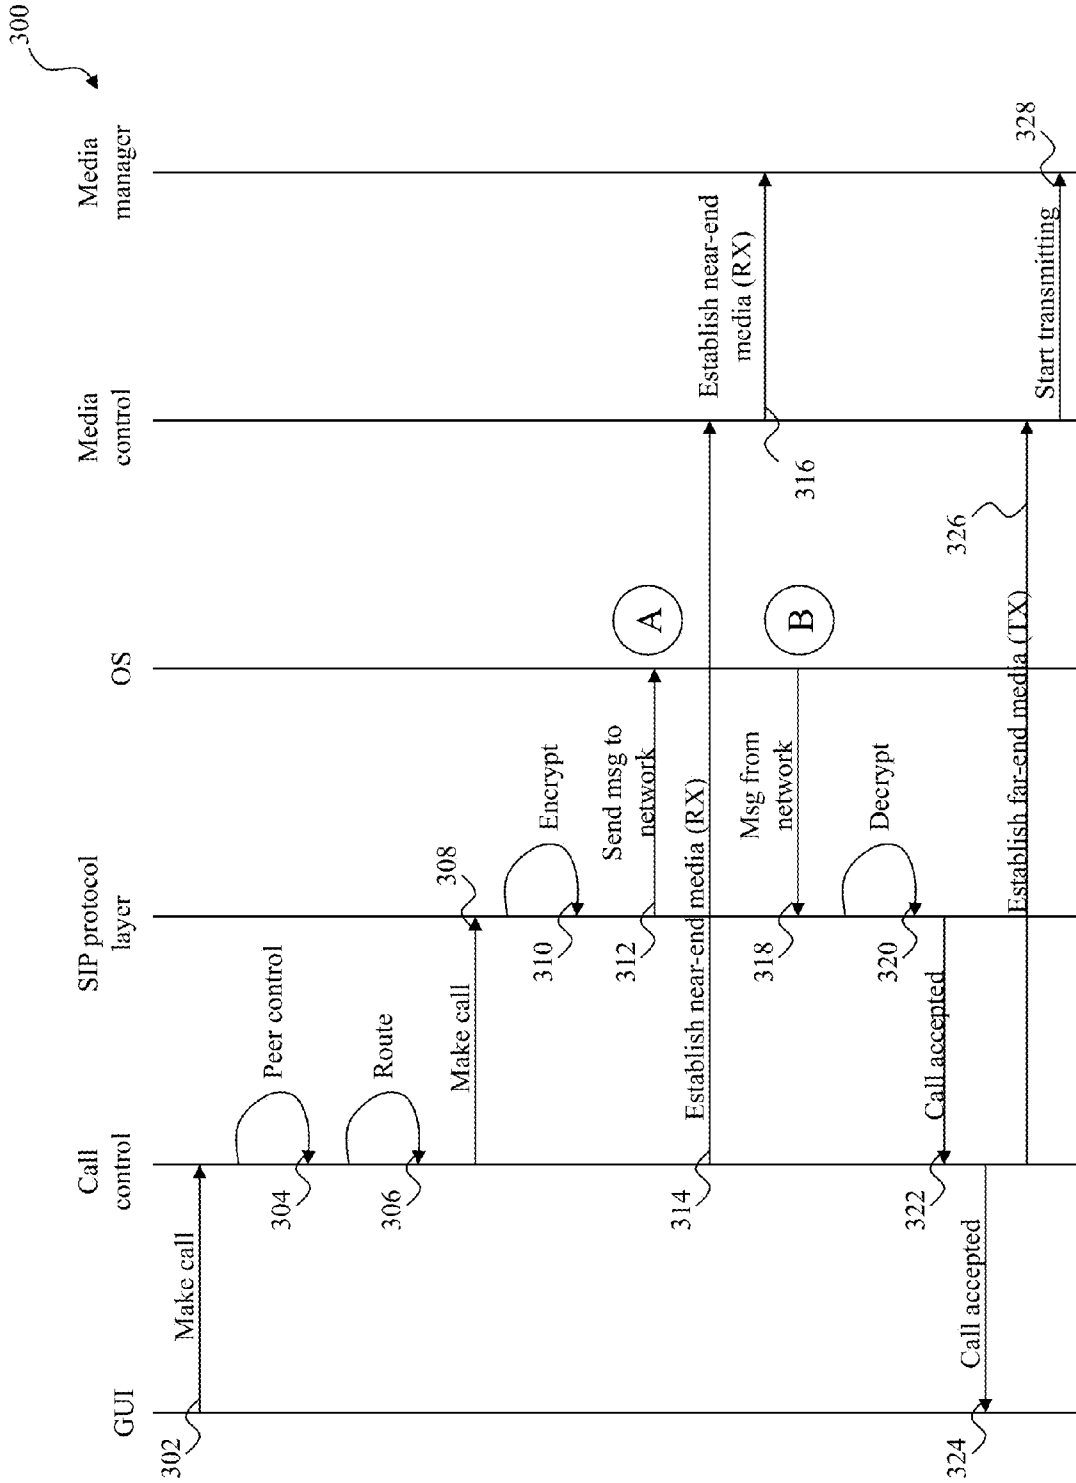 300
GUI
Call
control
SIP protocol
layer
OS
Media
control
Media
manager
302
Make call
304
Peer control
306
Route
Make call
308
310
Encrypt
312
Send msg to
network
A
314
Establish near-end media (RX)
316
Establish near-end
media (RX)
318
Msg from
network
B
320
Decrypt
322
Call accepted
324
Call accepted
Establish far-end media (TX)
326
Start transmitting
328